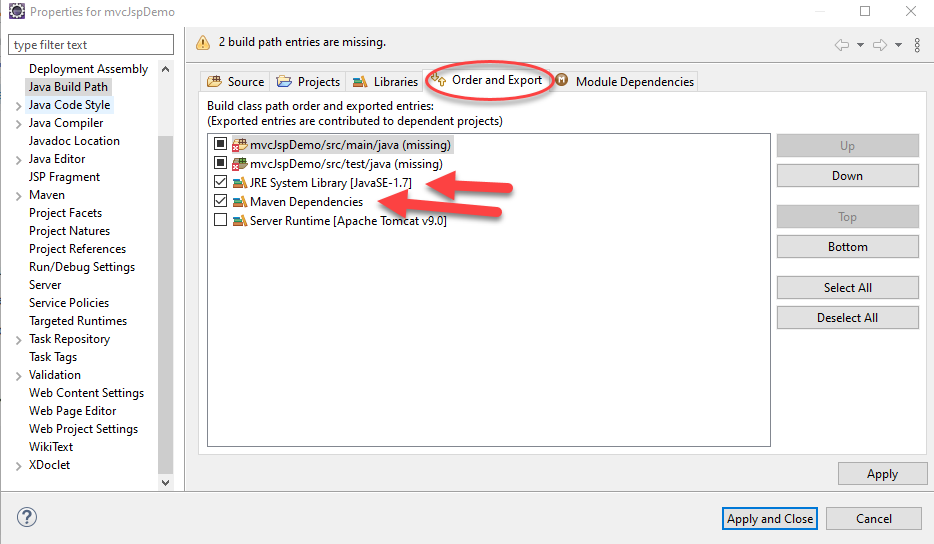 Properties for mvcJspDemo
type filter text
Deployment Assembly
Java Build Path
Java Code Style
Java Compiler
Javadoc Location
Java Editor
JSP Fragment
Maven
Project Facets
Project Natures
Project References
Run/Debug Settings
Server
Service Policies
Targeted Runtimes
Task Repository
Task Tags
Validation
Web Content Settings
Web Page Editor
Web Project Settings
WikiText
XDoclet
2 build path entries are missing.
Source Projects Libraries Order and Export M Module Dependencies
Build class path order and exported entries:
(Exported entries are contributed to dependent projects)
mvcJspDemo/src/main/java (missing)
mvcJspDemo/src/test/java (missing)
JRE System Library [JavaSE-1.7]
Maven Dependencies
Server Runtime [Apache Tomcat v9.0]
Up
Down
Top
Bottom
Select All
Deselect All
Apply
? Apply and Close Cancel